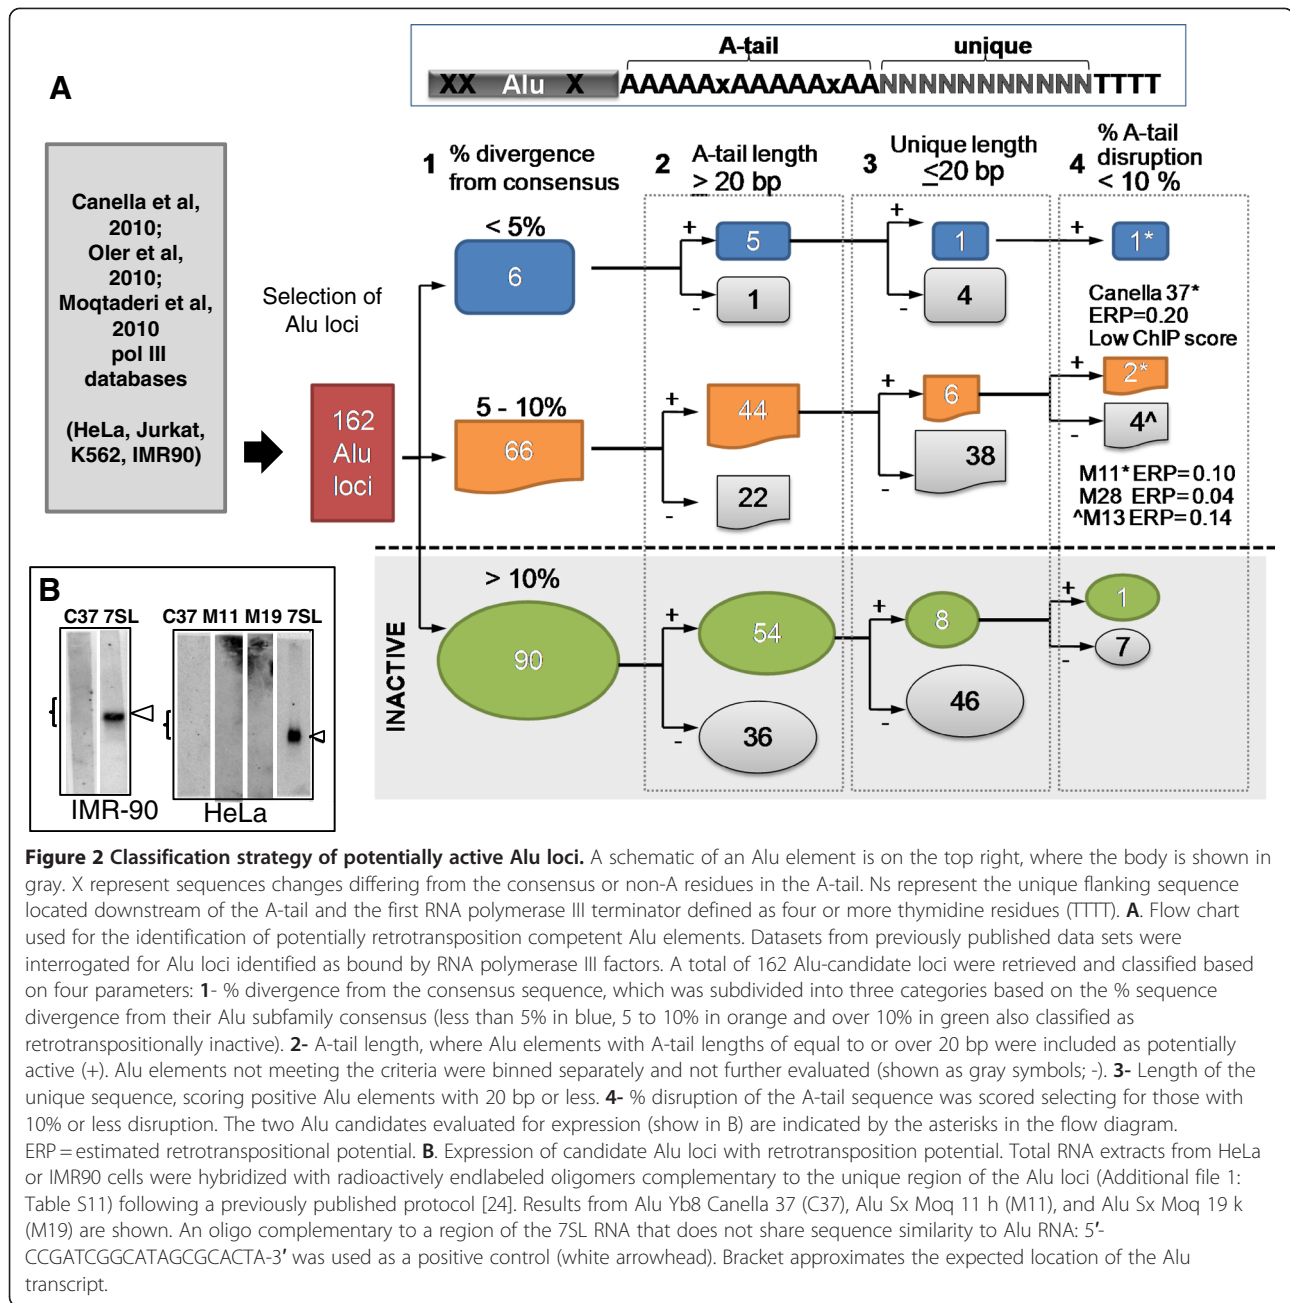 A-tail unique
XX Alu X AAAAAxAAAAAxAANNNNNNNNNNNNTTTT
A
1 % divergence from consensus
2 A-tail length ≥ 20 bp
3 Unique length ≤20 bp
4 % A-tail disruption < 10 %
Canella et al,
2010;
Oler et al,
2010;
Moqtaderi et al,
2010
pol III
databases
(HeLa, Jurkat,
K562, IMR90)
Selection of
Alu loci
162
Alu
loci
< 5%
6
+ 5
- 1
+ 1
- 4
+ 1*
Canella 37*
ERP=0.20
Low ChIP score
5 - 10%
66
+ 44
- 22
+ 6
- 38
+ 2*
- 4^
M11* ERP=0.10
M28 ERP=0.04
^M13 ERP=0.14
INACTIVE
> 10%
90
+ 54
- 36
+ 8
- 46
+ 1
- 7
B
C37 7SL
IMR-90
C37 M11 M19 7SL
HeLa
Figure 2 Classification strategy of potentially active Alu loci. A schematic of an Alu element is on the top right, where the body is shown in
gray. X represent sequences changes differing from the consensus or non-A residues in the A-tail. Ns represent the unique flanking sequence
located downstream of the A-tail and the first RNA polymerase III terminator defined as four or more thymidine residues (TTTT). A. Flow chart
used for the identification of potentially retrotransposition competent Alu elements. Datasets from previously published data sets were
interrogated for Alu loci identified as bound by RNA polymerase III factors. A total of 162 Alu-candidate loci were retrieved and classified based
on four parameters: 1- % divergence from the consensus sequence, which was subdivided into three categories based on the % sequence
divergence from their Alu subfamily consensus (less than 5% in blue, 5 to 10% in orange and over 10% in green also classified as
retrotranspositionally inactive). 2- A-tail length, where Alu elements with A-tail lengths of equal to or over 20 bp were included as potentially
active (+). Alu elements not meeting the criteria were binned separately and not further evaluated (shown as gray symbols; -). 3- Length of the
unique sequence, scoring positive Alu elements with 20 bp or less. 4- % disruption of the A-tail sequence was scored selecting for those with
10% or less disruption. The two Alu candidates evaluated for expression (show in B) are indicated by the asterisks in the flow diagram.
ERP = estimated retrotranspositional potential. B. Expression of candidate Alu loci with retrotransposition potential. Total RNA extracts from HeLa
or IMR90 cells were hybridized with radioactively endlabeled oligomers complementary to the unique region of the Alu loci (Additional file 1:
Table S11) following a previously published protocol [24]. Results from Alu Yb8 Canella 37 (C37), Alu Sx Moq 11 h (M11), and Alu Sx Moq 19 k
(M19) are shown. An oligo complementary to a region of the 7SL RNA that does not share sequence similarity to Alu RNA: 5′-
CCGATCGGCATAGCGCACTA-3′ was used as a positive control (white arrowhead). Bracket approximates the expected location of the Alu
transcript.